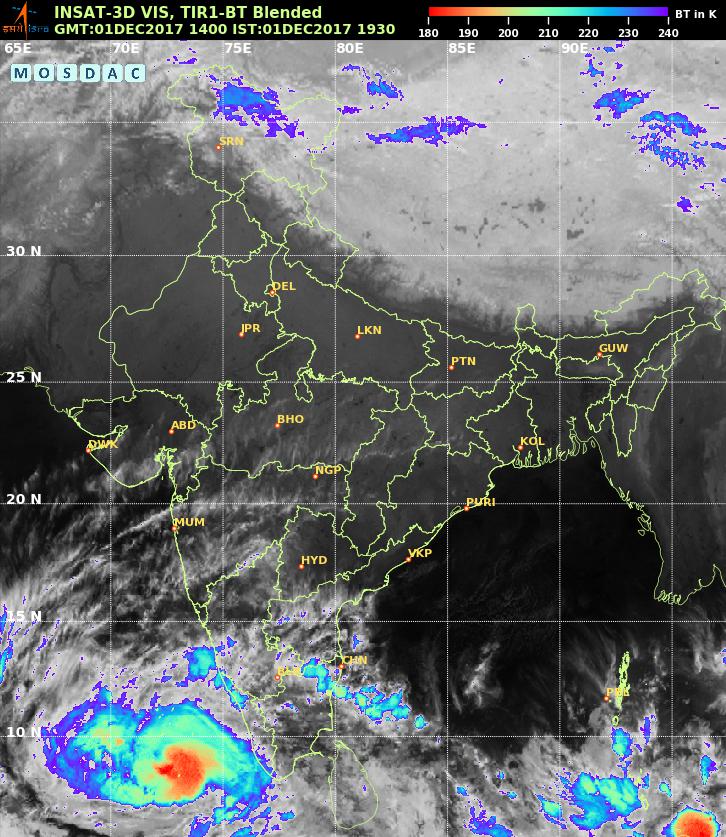 INSAT-3D VIS, TIR1-BT Blended
GMT:01DEC2017 1400 IST:01DEC2017 1930
BT in K
180 190 200 210 220 230 240
65E 70E 75E 80E 85E 90E
MOSDAC
SRN
30 N
DEL
JPR LKN GUW
PTN
25 N
ABD BHO
DWK KOL
NGP
20 N PURI
MUM
HYD VKP
15 N
CHN
10 N